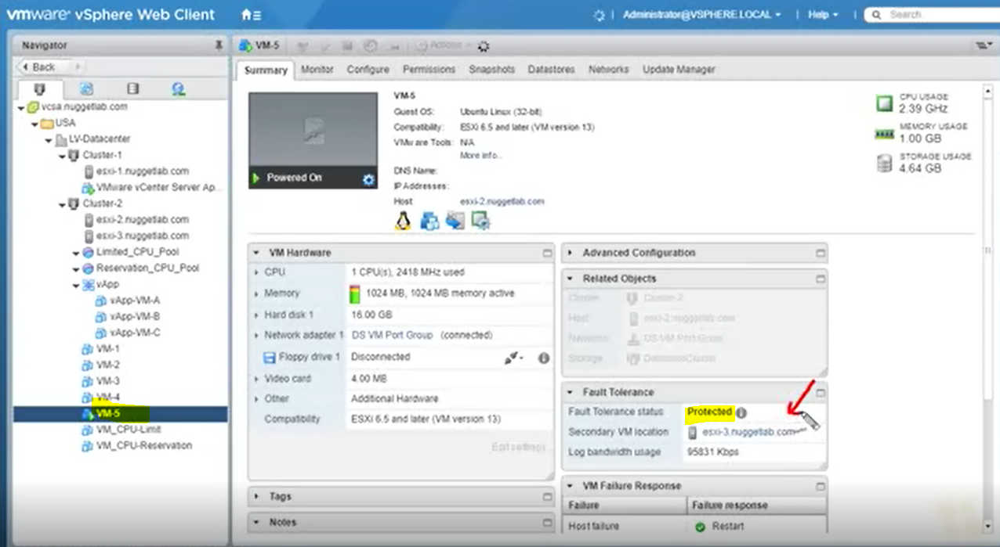 vmware® vSphere Web Client
Administrator@VSPHERE.LOCAL
Help
Search
Navigator
Back
vcsa.nuggetlab.com
USA
LV-Datacenter
Cluster-1
esxi-1.nuggetlab.com
VMware vCenter Server Ap...
Cluster-2
esxi-2.nuggetlab.com
esxi-3.nuggetlab.com
Limited_CPU_Pool
Reservation_CPU_Pool
vApp
vApp-VM-A
vApp-VM-B
vApp-VM-C
VM-1
VM-2
VM-3
VM-4
VM-5
VM_CPU-Limit
VM_CPU-Reservation
VM-5
Actions
Summary Monitor Configure Permissions Snapshots Datastores Networks Update Manager
Powered On
VM-5
Guest OS: Ubuntu Linux (32-bit)
Compatibility: ESXi 6.5 and later (VM version 13)
VMware Tools: N/A
More info...
DNS Name:
IP Addresses:
Host: esxi-2.nuggetlab.com
CPU USAGE
2.39 GHz
MEMORY USAGE
1.00 GB
STORAGE USAGE
4.64 GB
VM Hardware
CPU 1 CPU(s), 2418 MHz used
Memory 1024 MB, 1024 MB memory active
Hard disk 1 16.00 GB
Network adapter 1 DS VM Port Group (connected)
Floppy drive 1 Disconnected
Video card 4.00 MB
Other Additional Hardware
Compatibility ESXi 6.5 and later (VM version 13)
Edit settings...
Tags
Notes
Advanced Configuration
Related Objects
Cluster Cluster-2
Host esxi-2.nuggetlab.com
Networks DS VM Port Group
Storage DatastoreCluster
Fault Tolerance
Fault Tolerance status Protected
Secondary VM location esxi-3.nuggetlab.com
Log bandwidth usage 95831 Kbps
VM Failure Response
Failure Failure response
Host failure Restart